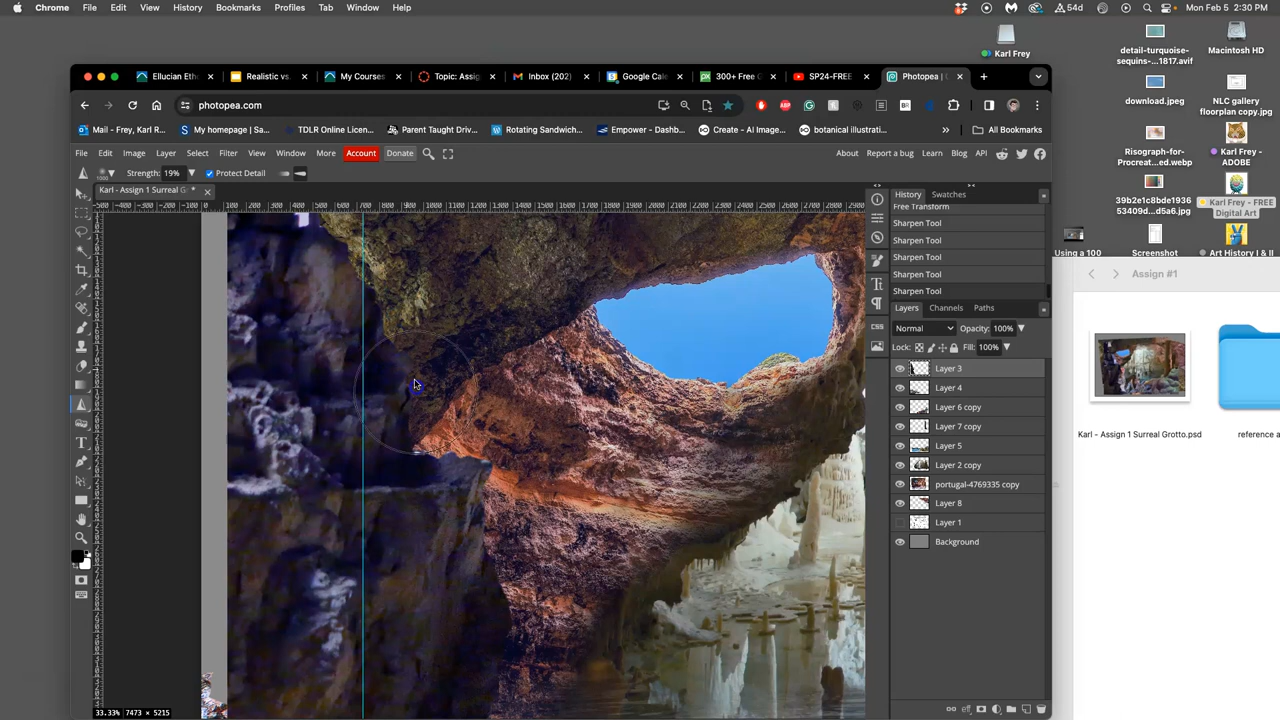 Chrome File Edit View History Bookmarks Profiles Tab Window Help 54d Mon Feb 5 2:30 PM
Karl Frey
detail-turquoise-sequins-...1817.avif
Macintosh HD
download.jpeg
NLC gallery floorplan copy.jpg
Risograph-for-Procreat...ed.webp
Karl Frey - ADOBE
39b2e1c8bde1936 53409d...d5a6.jpg
Karl Frey - FREE Digital Art
Using a 100
Screenshot
Art History I & II
Ellucian Eth Realistic vs. My Courses Topic: Assig Inbox (202) Google Cale 300+ Free G SP24-FREE Photopea |
photopea.com
Mail - Frey, Karl R... My homepage | Sa... TDLR Online Licen... Parent Taught Driv... Rotating Sandwich... Empower - Dashb... Create - AI Image... botanical illustrati... » All Bookmarks
File Edit Image Layer Select Filter View Window More Account Donate About Report a bug Learn Blog API
Strength: 19% Protect Detail
Karl - Assign 1 Surreal G *
History Swatches
Free Transform
Sharpen Tool
Sharpen Tool
Sharpen Tool
Sharpen Tool
Sharpen Tool
Layers Channels Paths
Normal Opacity: 100%
Lock: Fill: 100%
Layer 3
Layer 4
Layer 6 copy
Layer 7 copy
Layer 5
Layer 2 copy
portugal-4769335 copy
Layer 8
Layer 1
Background
CSS
Assign #1
Karl - Assign 1 Surreal Grotto.psd
reference a
33.33% 7473 × 5215